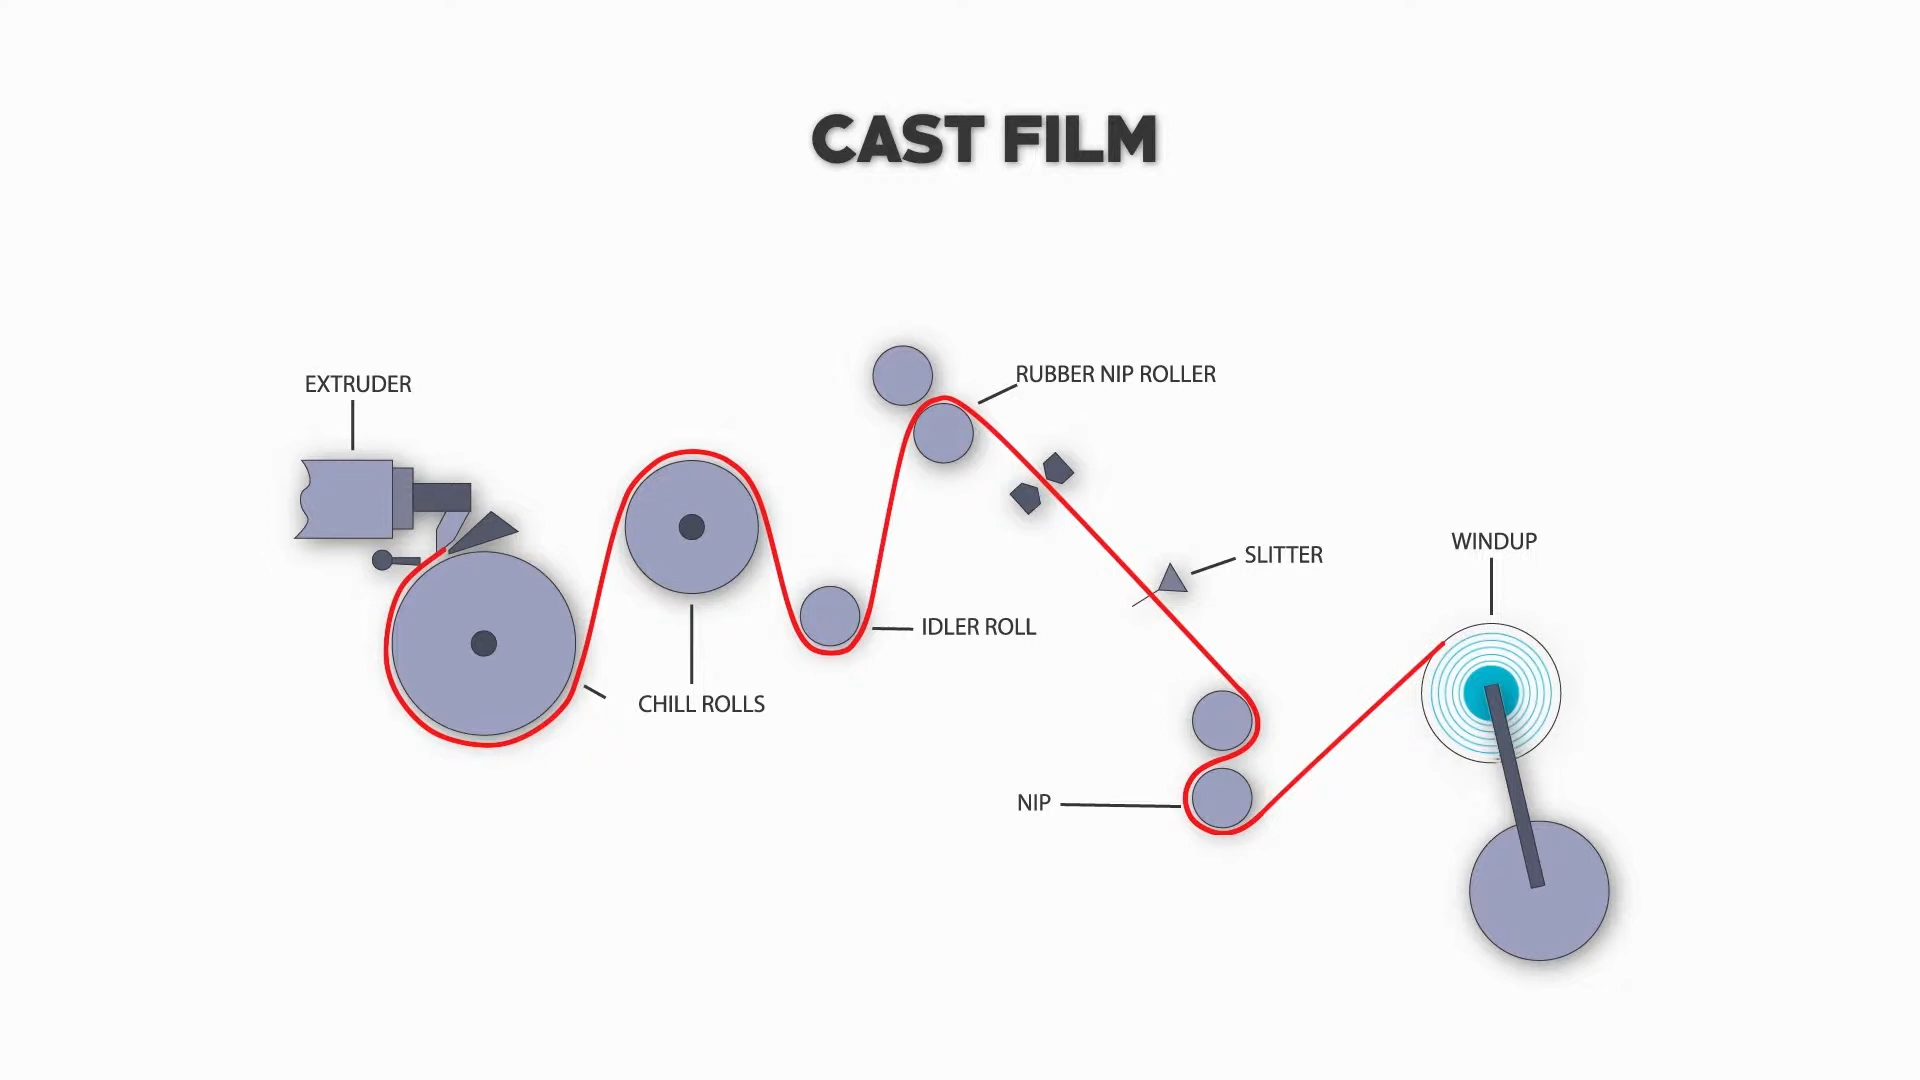 CAST FILM
EXTRUDER
RUBBER NIP ROLLER
SLITTER
WINDUP
IDLER ROLL
CHILL ROLLS
NIP